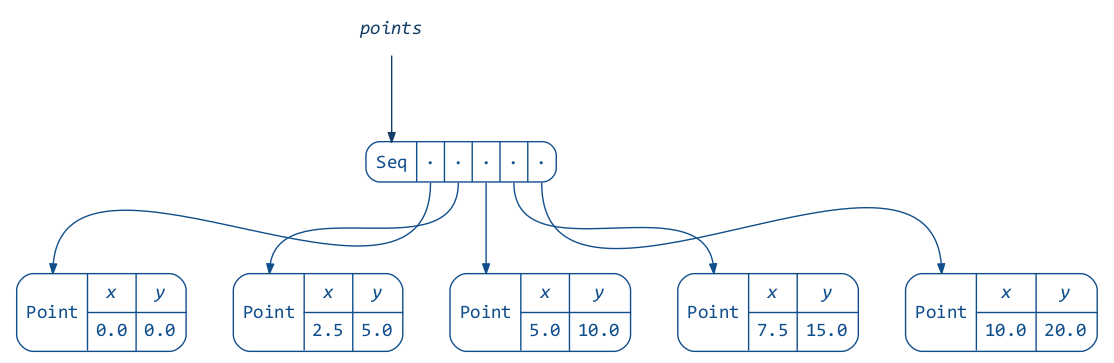 points
Seq · · · · ·
Point x y 0.0 0.0
Point x y 2.5 5.0
Point x y 5.0 10.0
Point x y 7.5 15.0
Point x y 10.0 20.0